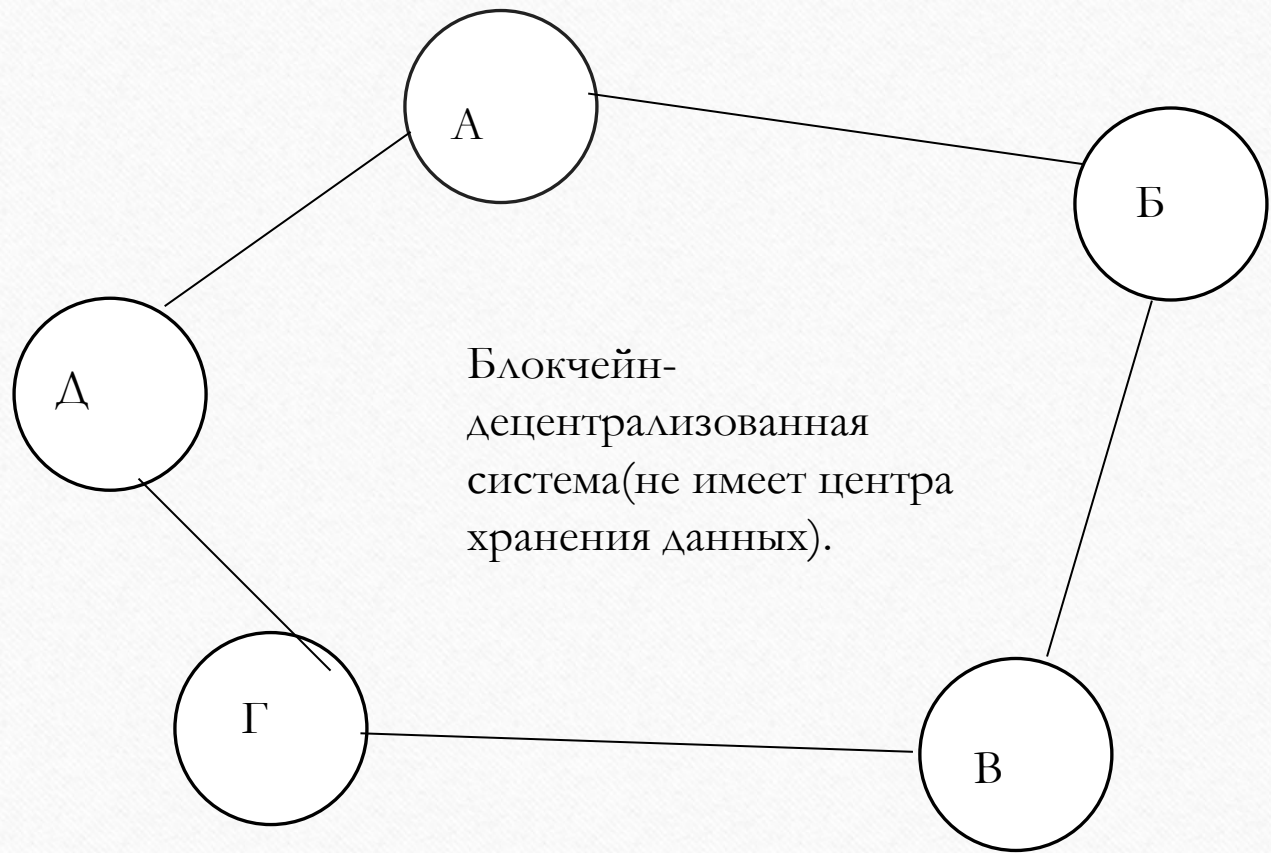 А
Б
Д
Блокчейн-
децентрализованная
система(не имеет центра
хранения данных).
Г
В